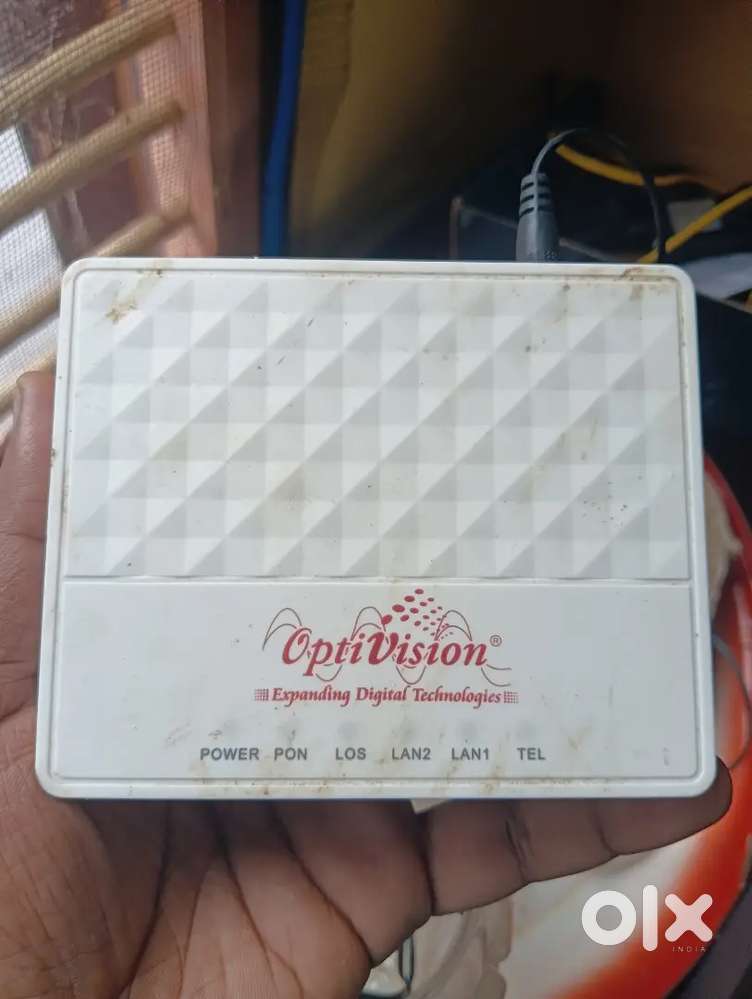 OptiVision®
Expanding Digital Technologies
POWER PON LOS LAN2 LAN1 TEL
olx
INDIA